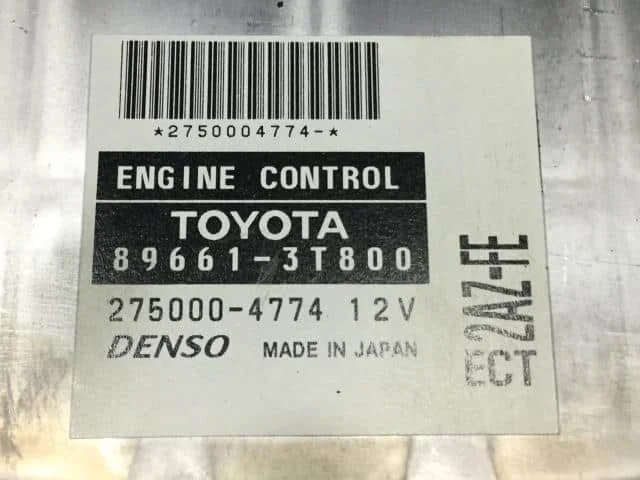 *2750004774-*
ENGINE CONTROL
TOYOTA
89661-3T800
275000-4774 12V
DENSO MADE IN JAPAN
2AZ-FE
ECT